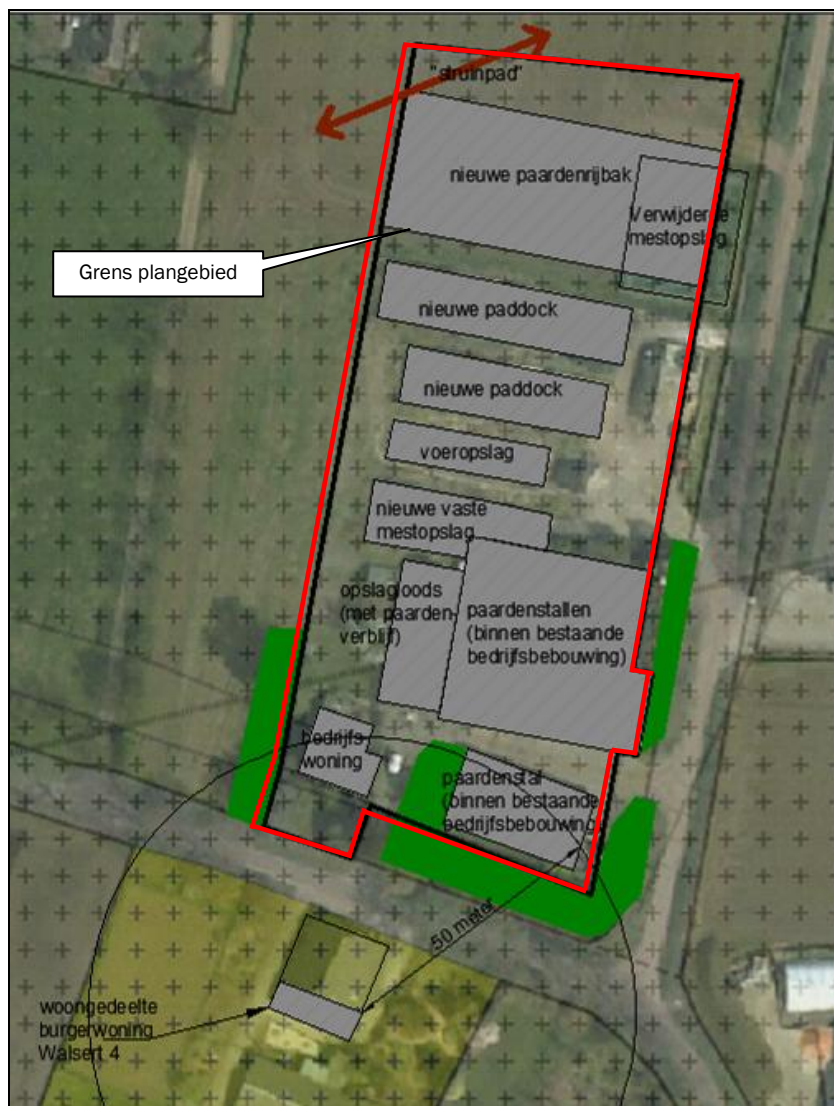 "struinpad"
nieuwe paardenrijbak
Verwijderde
mestopslag
Grens plangebied
nieuwe paddock
nieuwe paddock
voeropslag
nieuwe vaste
mestopslag
opslagloods
(met paarden-
verblijf)
paardenstallen
(binnen bestaande
bedrijfsbebouwing)
bedrijfs
woning
paardenstal
(binnen bestaande
bedrijfsbebouwing)
50 meter
woongedeelte
burgerwoning
Walsert 4